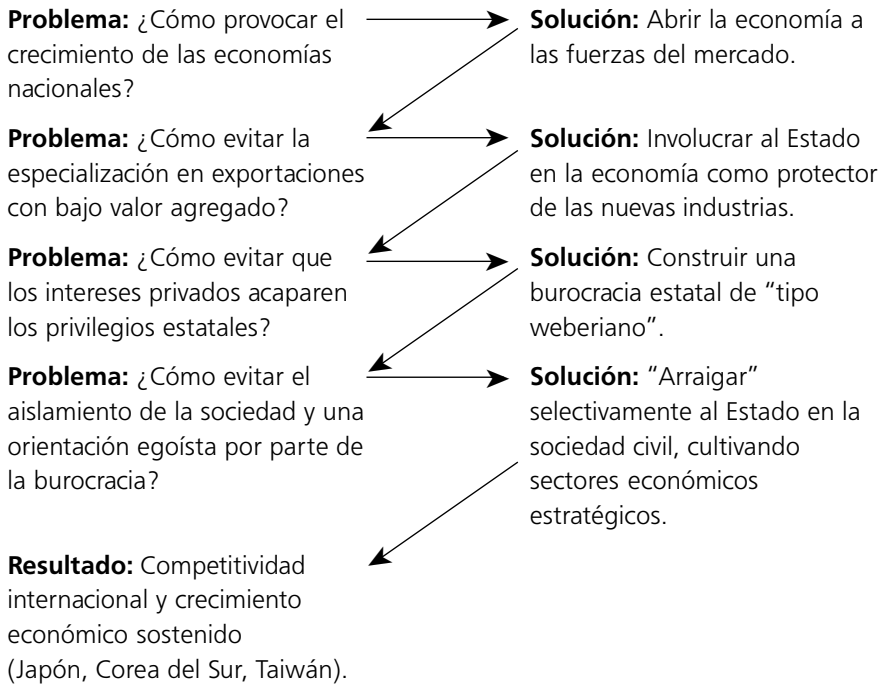 Problema: ¿Cómo provocar el
crecimiento de las economías
nacionales?
Solución: Abrir la economía a
las fuerzas del mercado.
Problema: ¿Cómo evitar la
especialización en exportaciones
con bajo valor agregado?
Solución: Involucrar al Estado
en la economía como protector
de las nuevas industrias.
Problema: ¿Cómo evitar que
los intereses privados acaparen
los privilegios estatales?
Solución: Construir una
burocracia estatal de “tipo
weberiano”.
Problema: ¿Cómo evitar el
aislamiento de la sociedad y una
orientación egoísta por parte de
la burocracia?
Solución: “Arraigar”
selectivamente al Estado en la
sociedad civil, cultivando
sectores económicos
estratégicos.
Resultado: Competitividad
internacional y crecimiento
económico sostenido
(Japón, Corea del Sur, Taiwán).